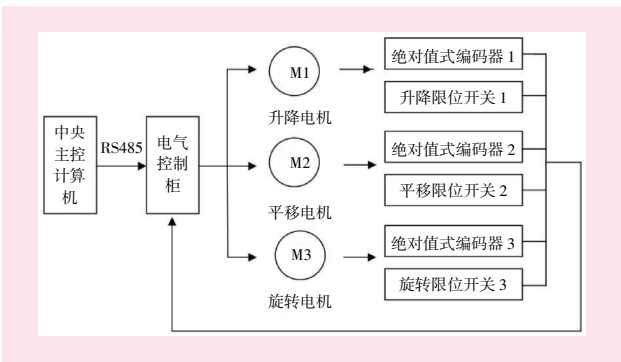 中央
主控
计算
机
RS485
电气
控制
柜
M1
升降电机
M2
平移电机
M3
旋转电机
绝对值式编码器 1
升降限位开关 1
绝对值式编码器 2
平移限位开关 2
绝对值式编码器 3
旋转限位开关 3